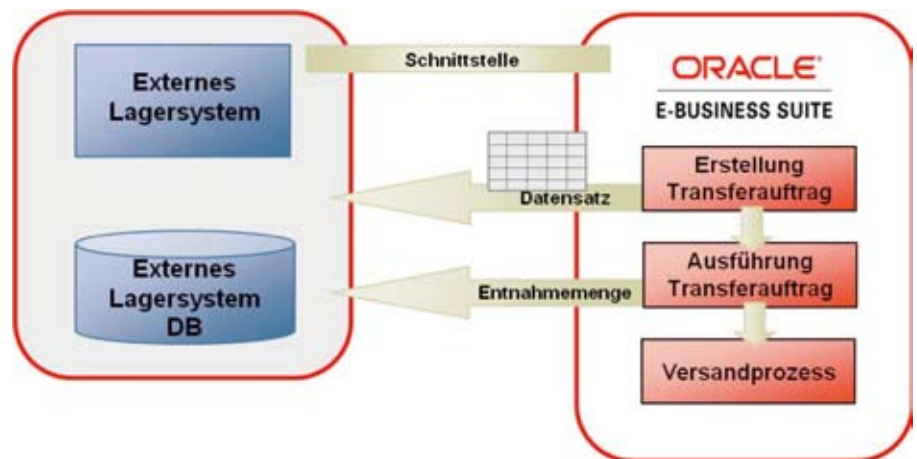 Externes
Lagersystem
Schnittstelle
ORACLE®
E-BUSINESS SUITE
Datensatz
Erstellung
Transferauftrag
Externes
Lagersystem
DB
Entnahmemenge
Ausführung
Transferauftrag
Versandprozess